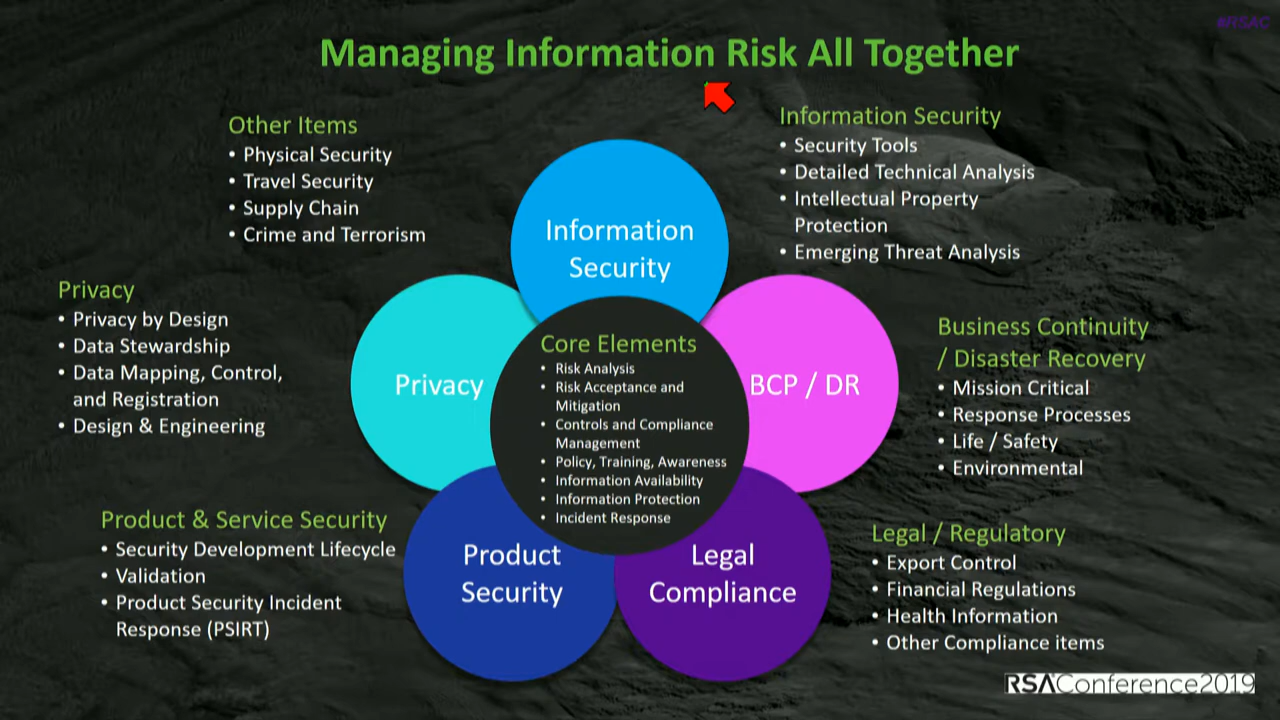 #RSAC
Managing Information Risk All Together
Other Items
• Physical Security
• Travel Security
• Supply Chain
• Crime and Terrorism
Information Security
• Security Tools
• Detailed Technical Analysis
• Intellectual Property
Protection
• Emerging Threat Analysis
Information
Security
Privacy
• Privacy by Design
• Data Stewardship
• Data Mapping, Control,
and Registration
• Design & Engineering
Privacy
Core Elements
• Risk Analysis
• Risk Acceptance and
Mitigation
• Controls and Compliance
Management
• Policy, Training, Awareness
• Information Availability
• Information Protection
• Incident Response
BCP / DR
Business Continuity
/ Disaster Recovery
• Mission Critical
• Response Processes
• Life / Safety
• Environmental
Product & Service Security
• Security Development Lifecycle
• Validation
• Product Security Incident
Response (PSIRT)
Product
Security
Legal
Compliance
Legal / Regulatory
• Export Control
• Financial Regulations
• Health Information
• Other Compliance items
RSAConference2019